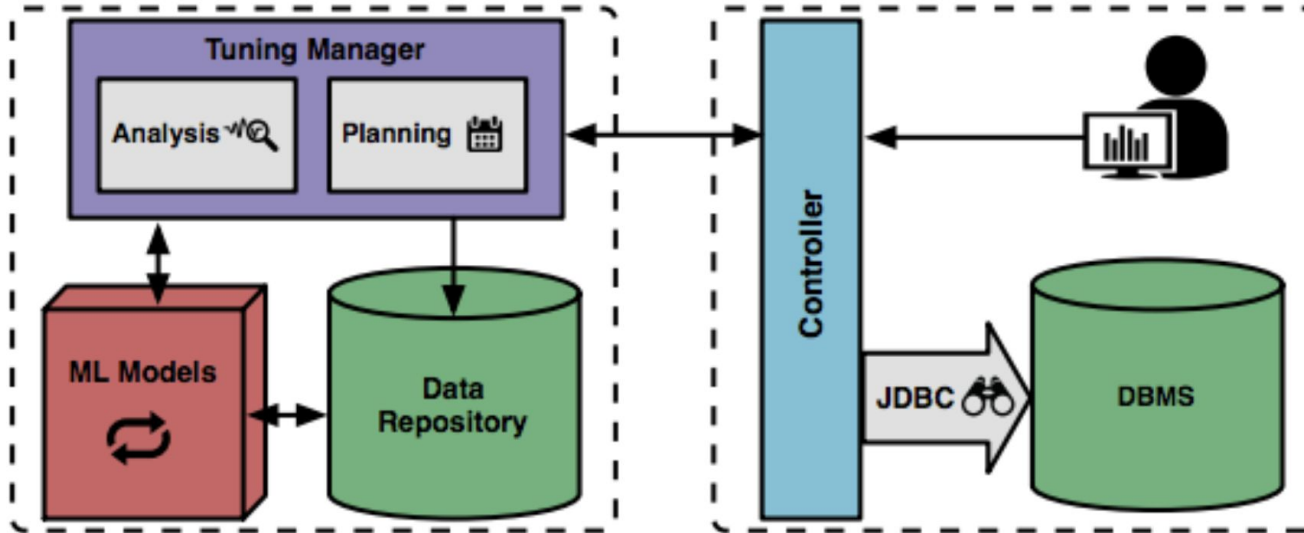 Tuning Manager
Analysis
Planning
ML Models
Data
Repository
Controller
JDBC
DBMS